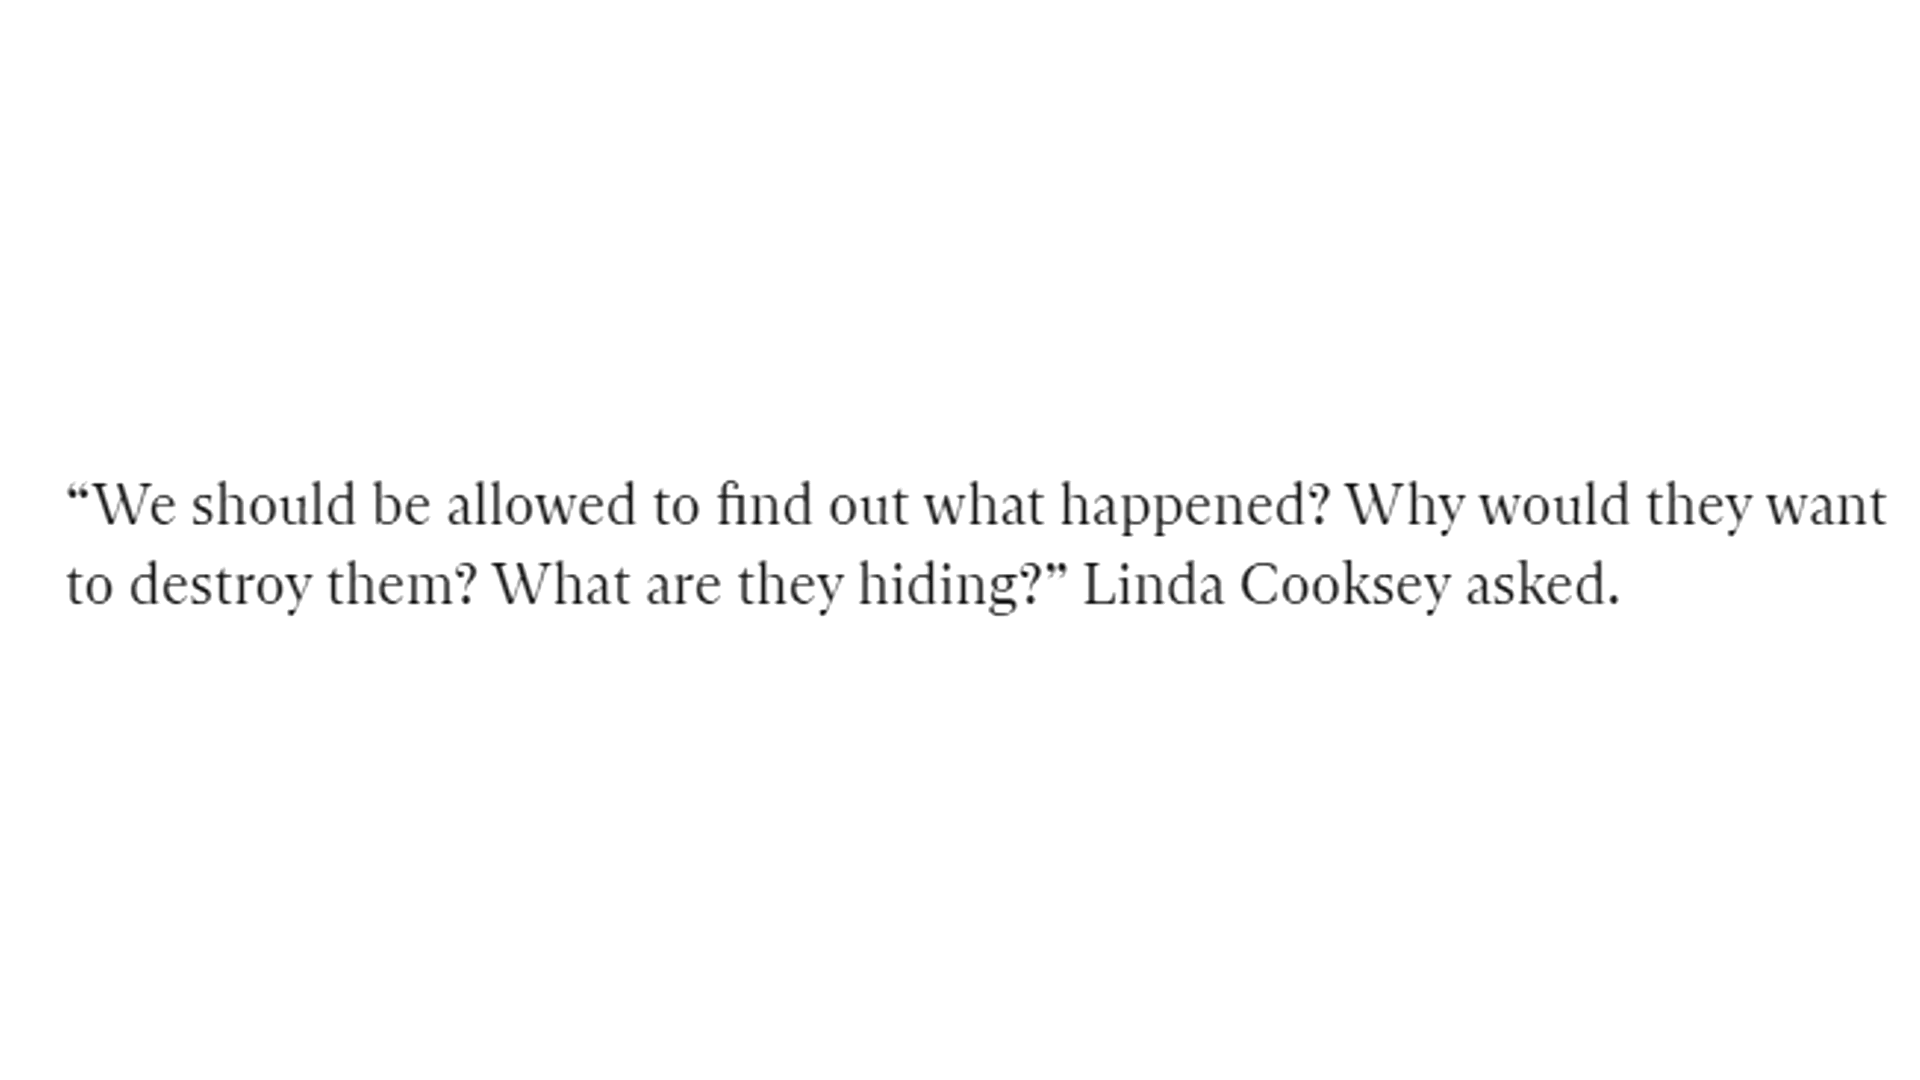 “We should be allowed to find out what happened? Why would they want
to destroy them? What are they hiding?” Linda Cooksey asked.